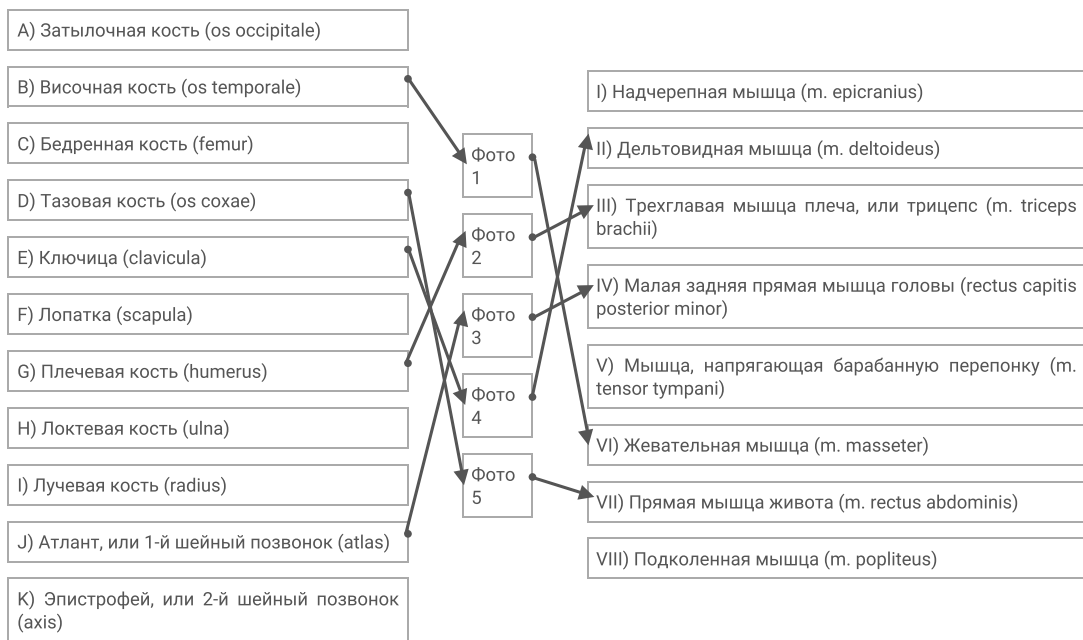 A) Затылочная кость (os occipitale)
B) Височная кость (os temporale)
C) Бедренная кость (femur)
D) Тазовая кость (os coxae)
E) Ключица (clavicula)
F) Лопатка (scapula)
G) Плечевая кость (humerus)
H) Локтевая кость (ulna)
I) Лучевая кость (radius)
J) Атлант, или 1-й шейный позвонок (atlas)
K) Эпистрофей, или 2-й шейный позвонок
(axis)
Фото
1
Фото
2
Фото
3
Фото
4
Фото
5
I) Надчерепная мышца (m. epicranius)
II) Дельтовидная мышца (m. deltoideus)
III) Трехглавая мышца плеча, или трицепс (m. triceps
brachii)
IV) Малая задняя прямая мышца головы (rectus capitis
posterior minor)
V) Мышца, напрягающая барабанную перепонку (m.
tensor tympani)
VI) Жевательная мышца (m. masseter)
VII) Прямая мышца живота (m. rectus abdominis)
VIII) Подколенная мышца (m. popliteus)